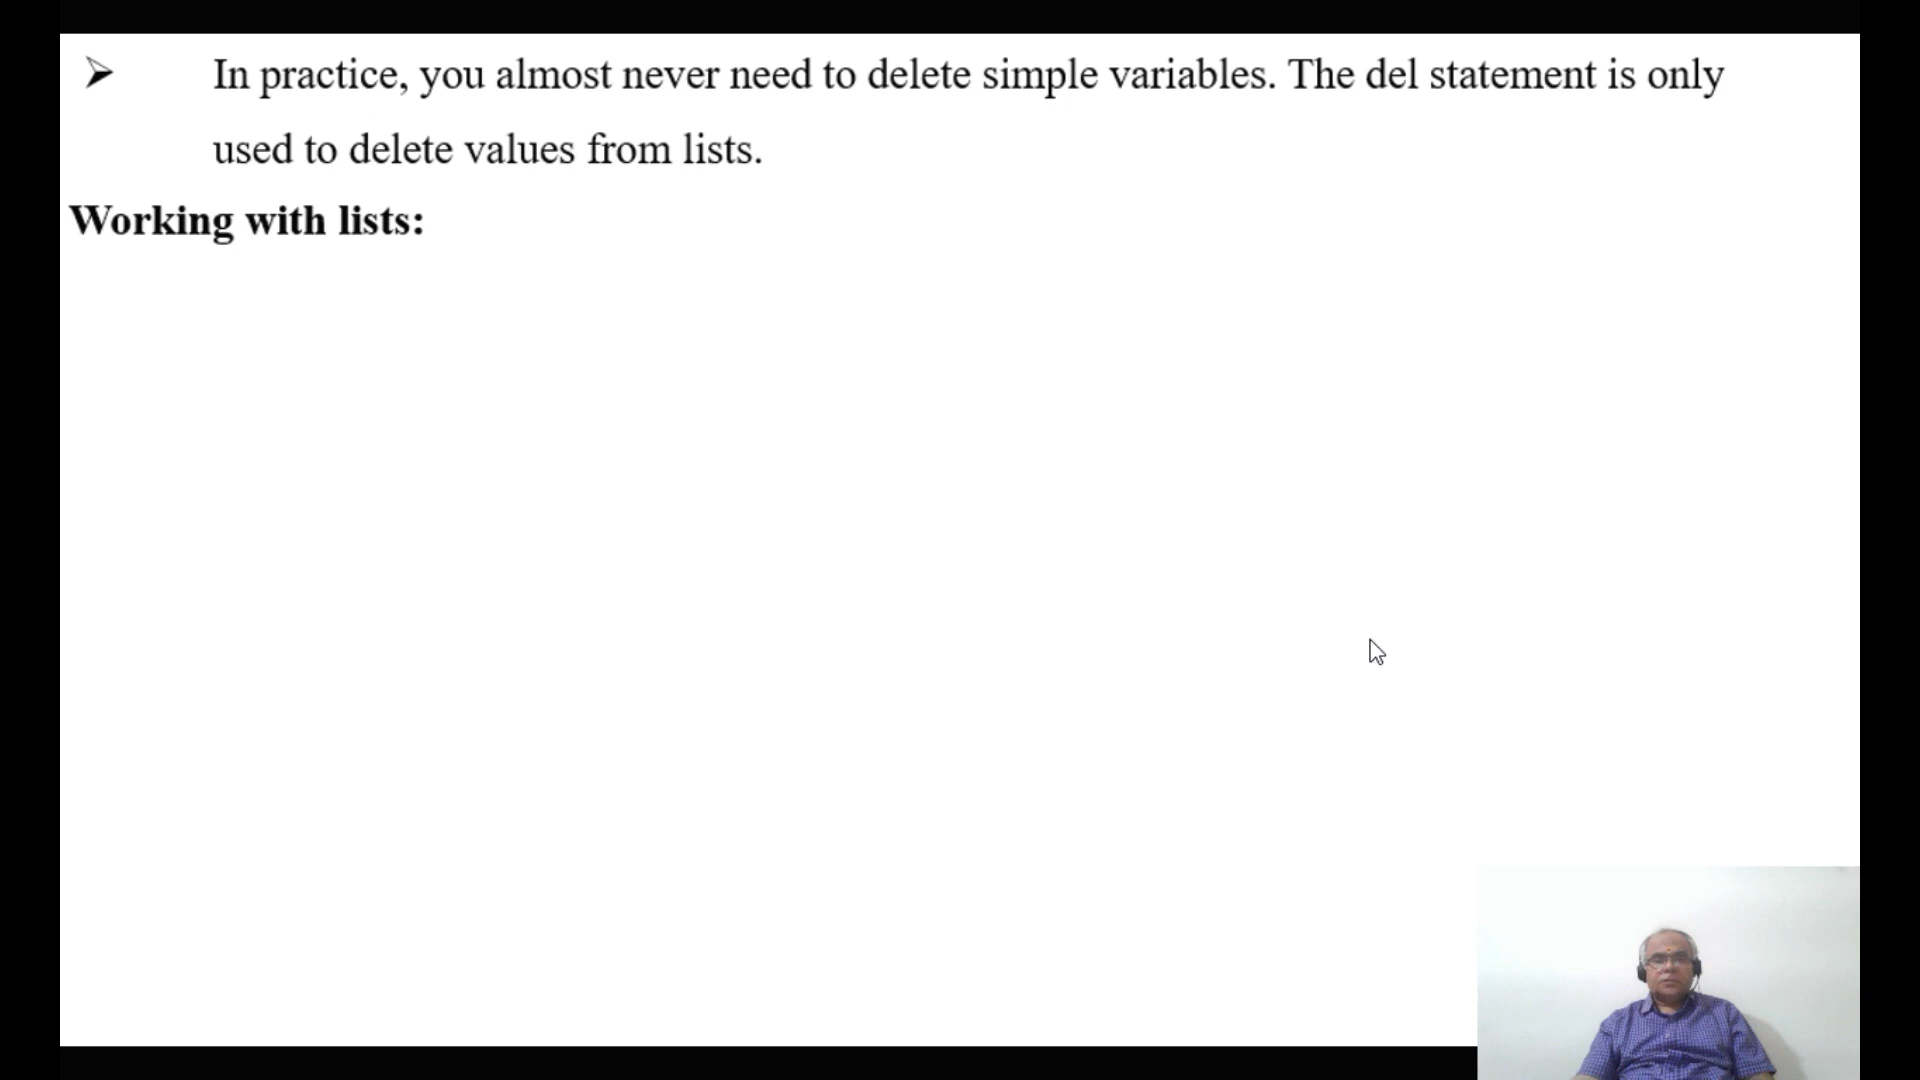 In practice, you almost never need to delete simple variables. The del statement is only
used to delete values from lists.
Working with lists: